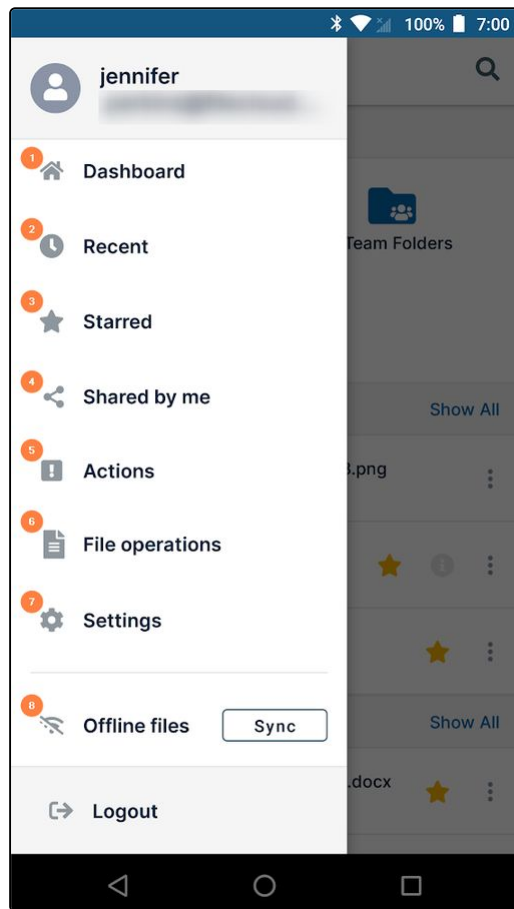 100% 7:00
jennifer
1 Dashboard
Team Folders
2 Recent
3 Starred
4 Shared by me
Show All
5 Actions
.png
6 File operations
7 Settings
8 Offline files Sync
Show All
.docx
Logout